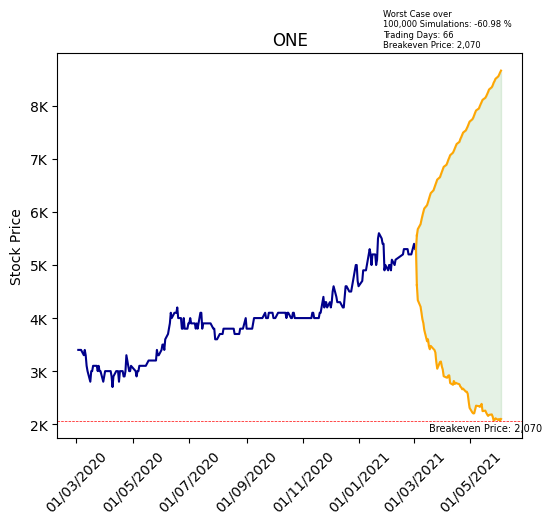 Worst Case over
100,000 Simulations: -60.98 %
Trading Days: 66
Breakeven Price: 2,070
ONE
8K
7K
6K
5K
4K
3K
2K
Stock Price
Breakeven Price: 2,070
01/03/2020
01/05/2020
01/07/2020
01/09/2020
01/11/2020
01/01/2021
01/03/2021
01/05/2021